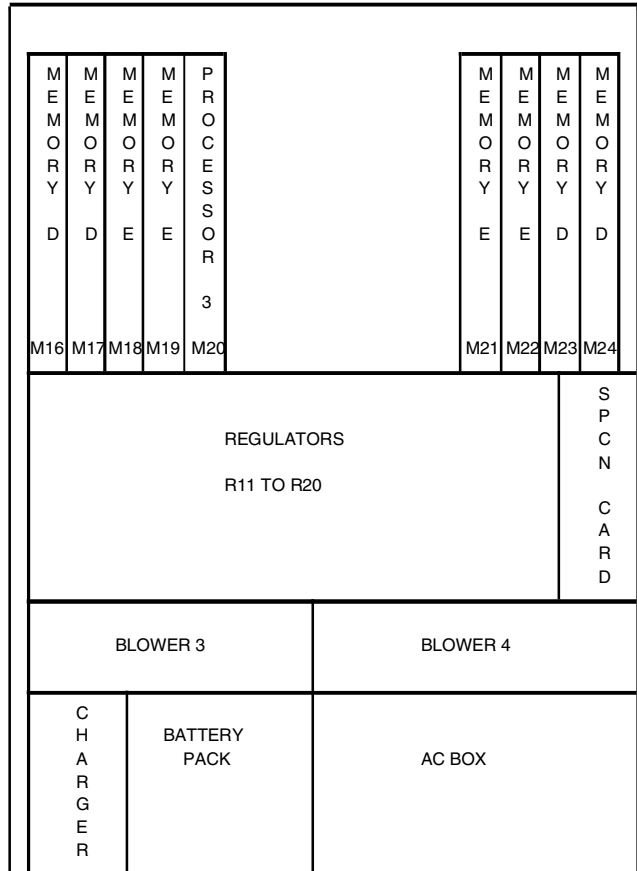 MEMORY D M16
MEMORY D M17
MEMORY E M18
MEMORY E M19
PROCESSOR 3 M20
MEMORY E M21
MEMORY E M22
MEMORY D M23
MEMORY D M24
REGULATORS
R11 TO R20
SPCN CARD
BLOWER 3
BLOWER 4
CHARGER
BATTERY
PACK
AC BOX